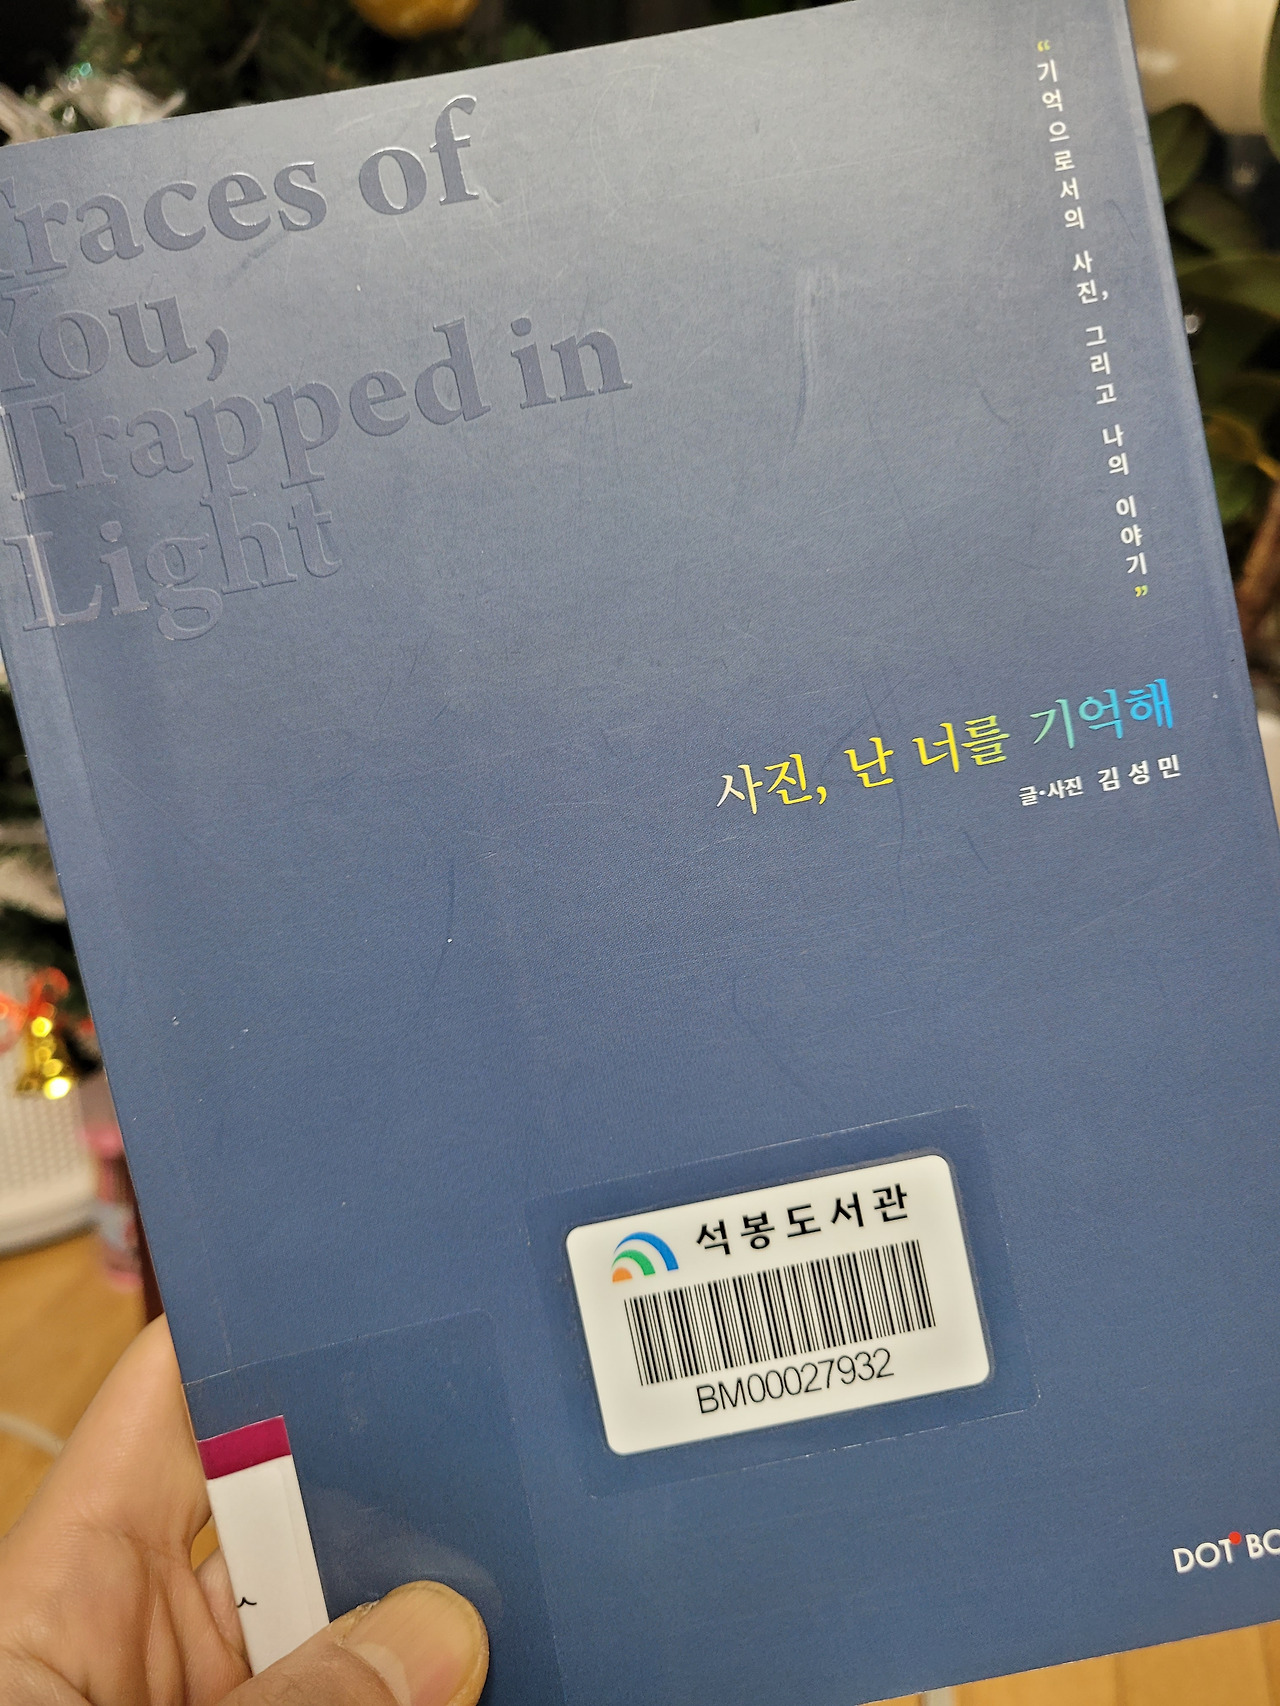 Traces of
You,
Trapped in
Light
"기억으로서의 사진, 그리고 나의 이야기"
사진, 난 너를 기억해
글·사진 김성민
석봉도서관
BM00027932
DOT